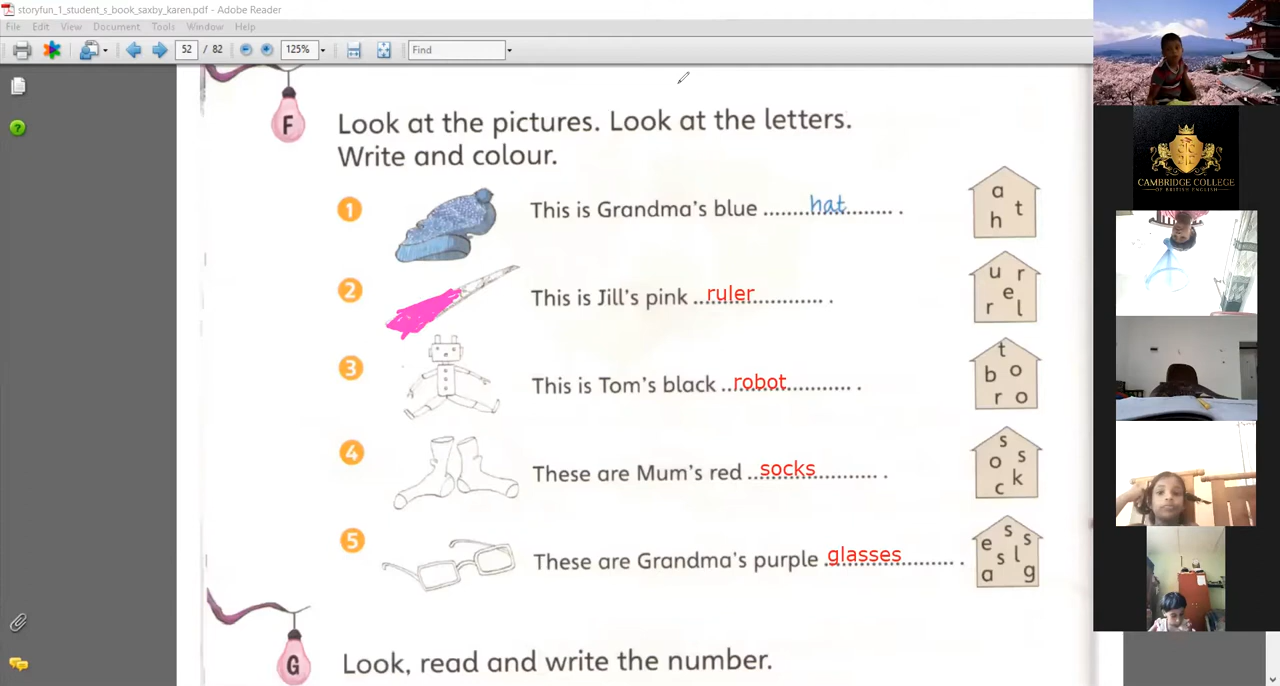 storyfun_1_student_s_book_saxby_karen.pdf - Adobe Reader
File Edit View Document Tools Window Help
52 / 82 125% Find
F
Look at the pictures. Look at the letters.
Write and colour.
1 This is Grandma's blue ........hat........ .
a
t
h
2 This is Jill's pink ..ruler............ .
u r
e
r l
3 This is Tom's black ..robot............ .
t
b o
r o
4 These are Mum's red ..socks............ .
s
o s
c k
5 These are Grandma's purple glasses.......... .
s
e s
s l
a g
G
Look, read and write the number.
CAMBRIDGE COLLEGE
OF BRITISH ENGLISH